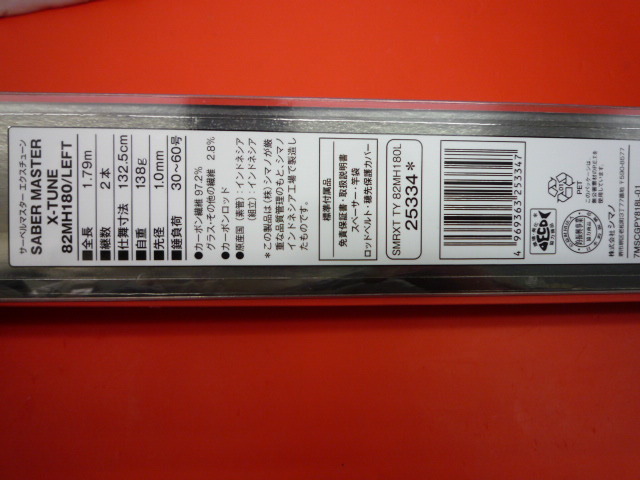 サーベルマスター エクスチューン
SABER MASTER
X-TUNE
82MH180/LEFT
■全長 1.79m
■継数 2本
■仕舞寸法 132.5cm
■自重 138g
■先径 1.0mm
■錘負荷 30～60号
●カーボン繊維 97.2%
グラス・その他の繊維 2.8%
●カーボンロッド
●原産国(素管):インドネシア
(組立):インドネシア
*この製品は(株)シマノが厳
重な品質管理のもと、シマノ
インドネシア工場で製造し
たものです。
標準付属品
免責保証書・取扱説明書
スペーサー・竿袋
ロッドベルト・穂先保護カバー
SMRXT TY 82MH180L
25334*
4 969363 253347
PET
株式会社シマノ